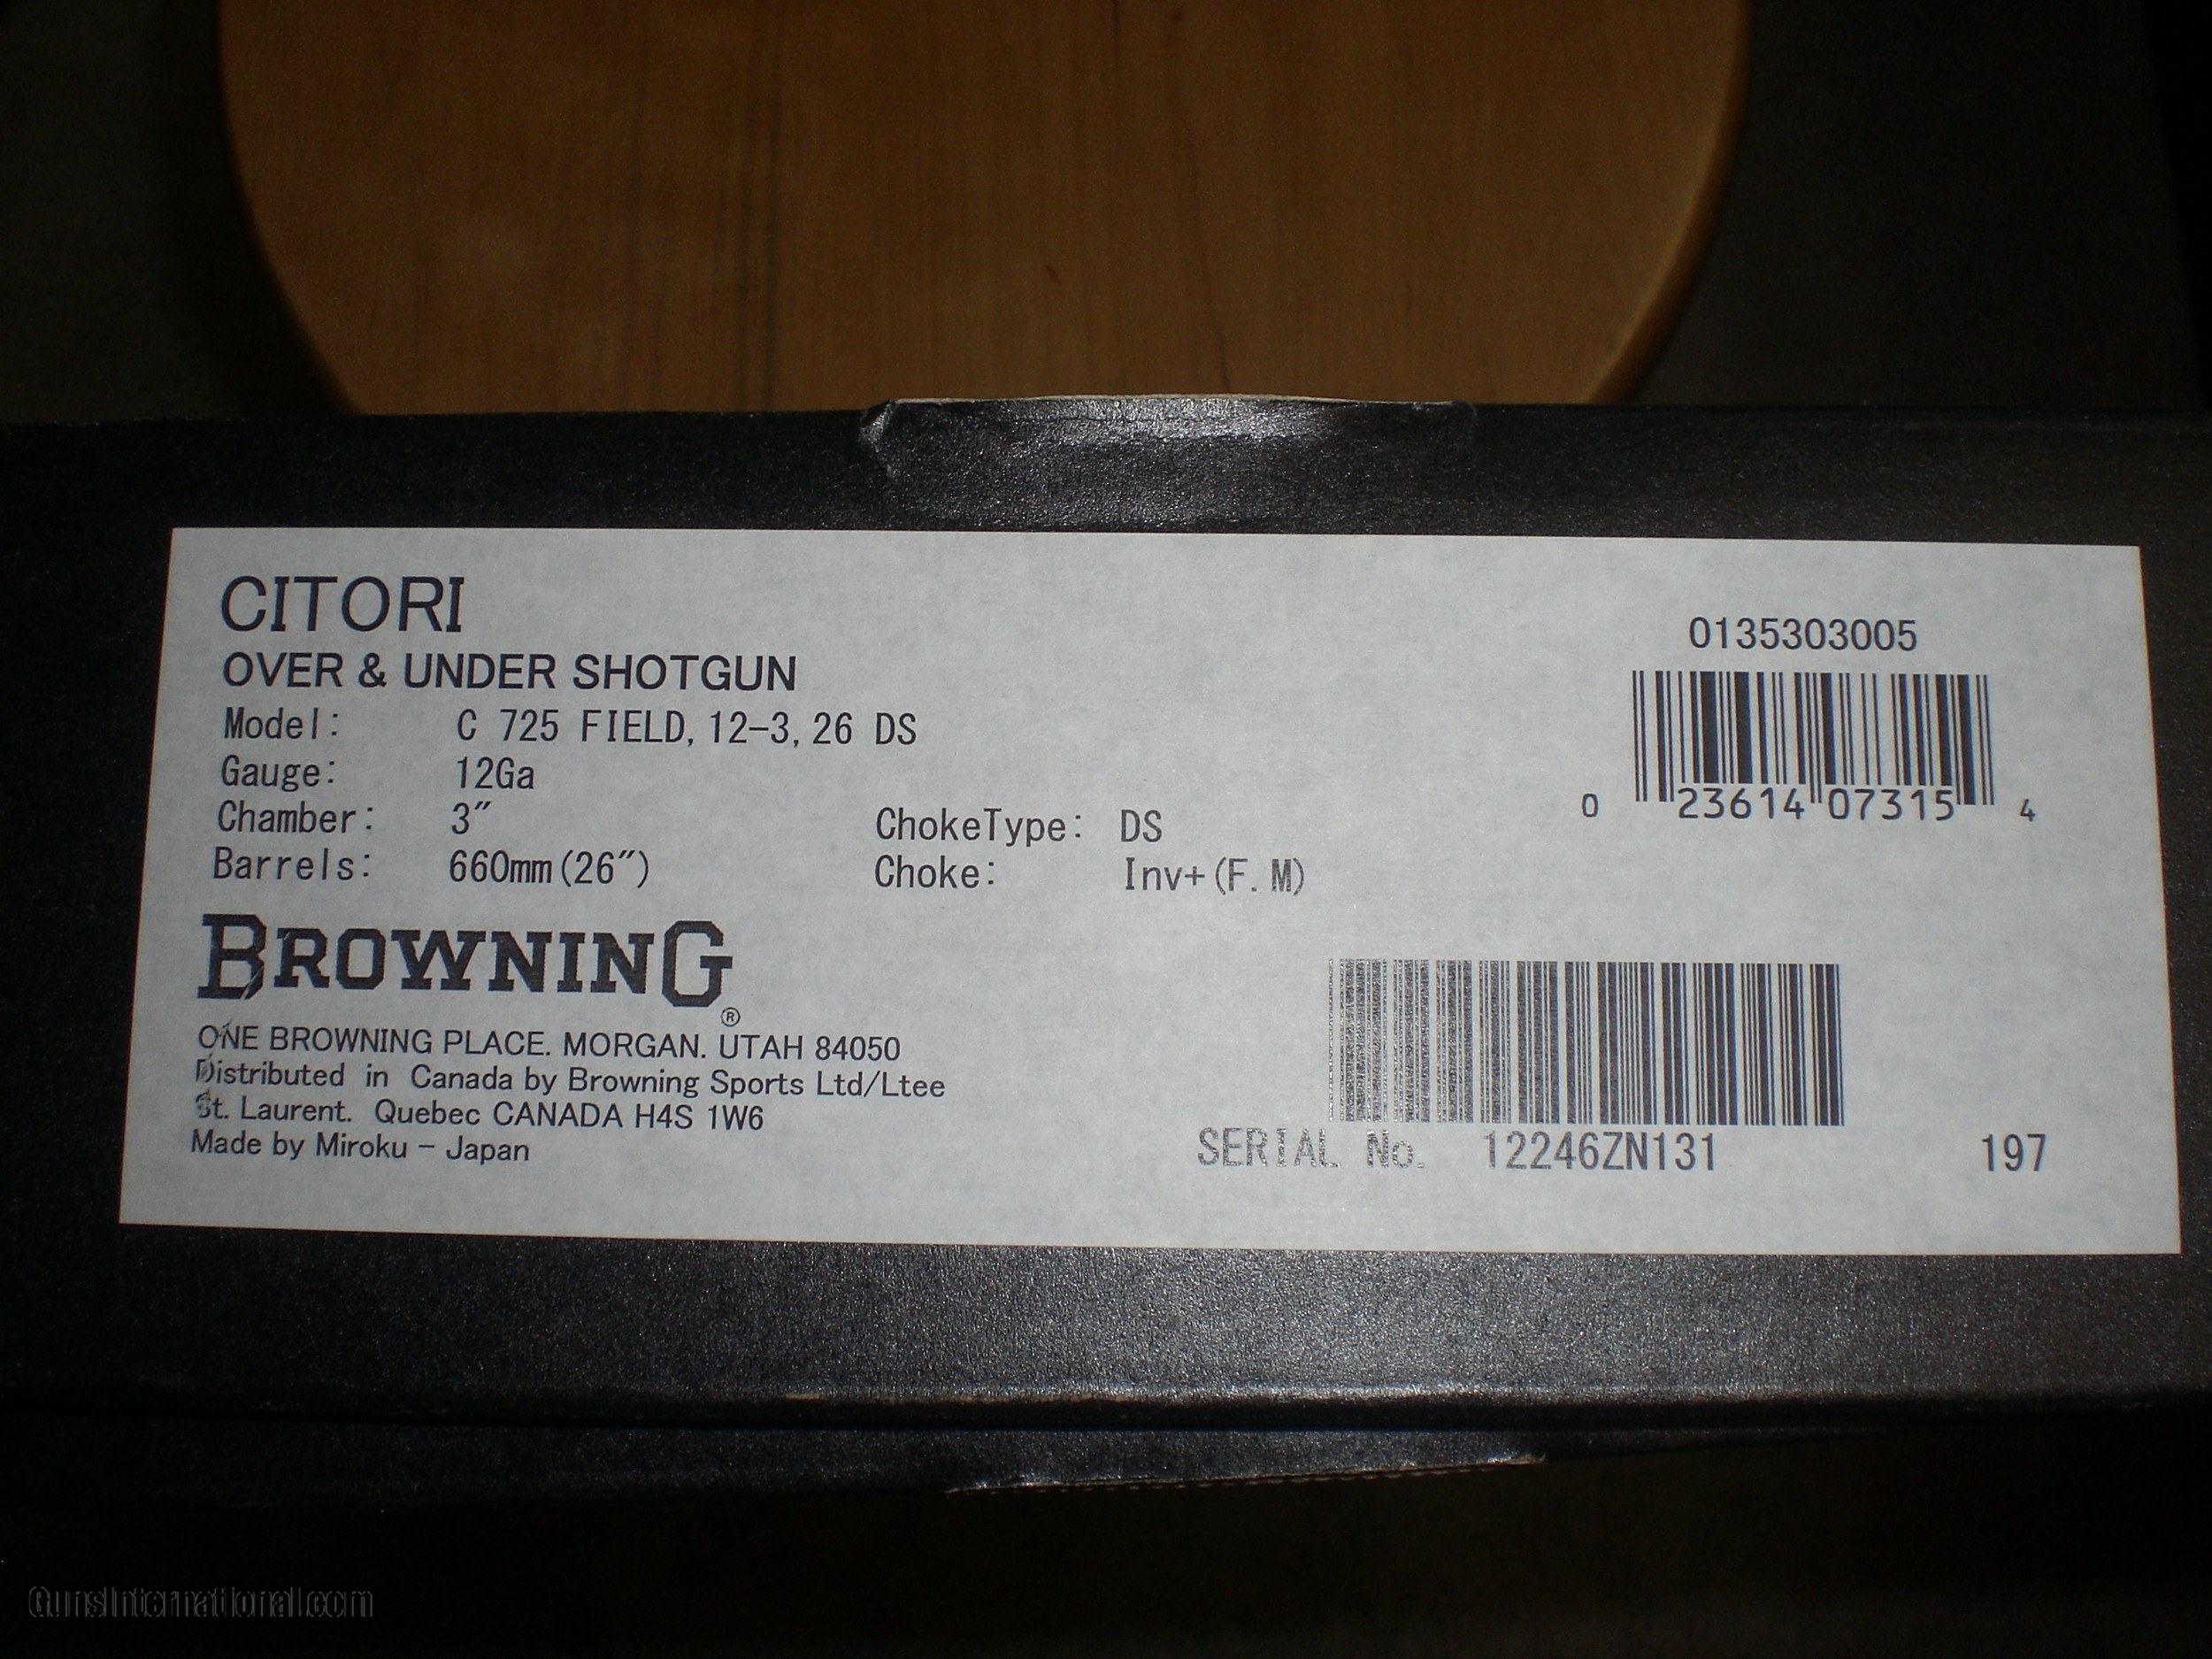 CITORI
OVER & UNDER SHOTGUN
Model: C 725 FIELD, 12-3, 26 DS
Gauge: 12Ga
Chamber: 3"
Barrels: 660mm(26")
ChokeType: DS
Choke: Inv+(F.M)
BROWNING®
ONE BROWNING PLACE. MORGAN. UTAH 84050
Distributed in Canada by Browning Sports Ltd/Ltee
St. Laurent. Quebec CANADA H4S 1W6
Made by Miroku - Japan
0135303005
0 23614 07315 4
SERIAL No. 12246ZN131 197
GunsInternational.com